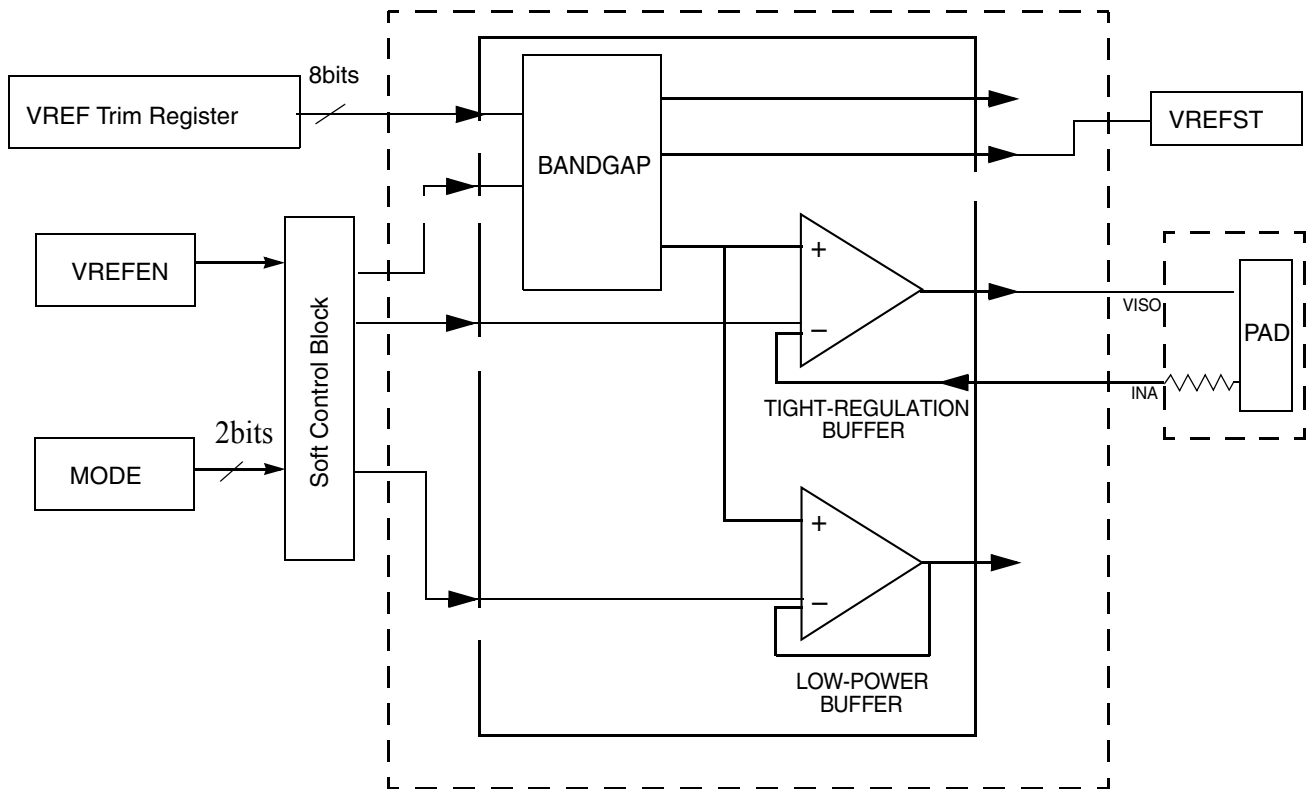 8bits
VREF Trim Register
BANDGAP
VREFST
VREFEN
Soft Control Block
MODE
2bits
+
−
VISO
PAD
INA
TIGHT-REGULATION
BUFFER
+
−
LOW-POWER
BUFFER